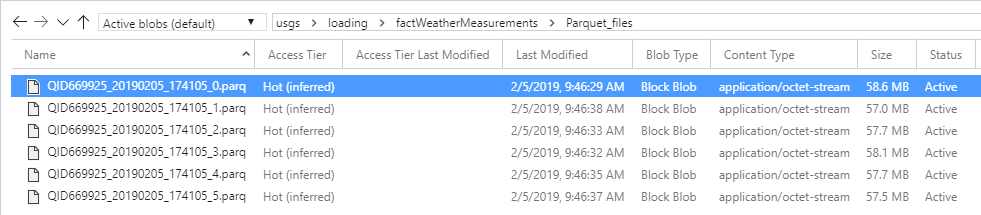 Active blobs (default) usgs › loading › factWeatherMeasurements › Parquet_files
Name Access Tier Access Tier Last Modified Last Modified Blob Type Content Type Size Status
QID669925_20190205_174105_0.parq Hot (inferred) 2/5/2019, 9:46:29 AM Block Blob application/octet-stream 58.6 MB Active
QID669925_20190205_174105_1.parq Hot (inferred) 2/5/2019, 9:46:38 AM Block Blob application/octet-stream 57.0 MB Active
QID669925_20190205_174105_2.parq Hot (inferred) 2/5/2019, 9:46:33 AM Block Blob application/octet-stream 57.7 MB Active
QID669925_20190205_174105_3.parq Hot (inferred) 2/5/2019, 9:46:32 AM Block Blob application/octet-stream 58.1 MB Active
QID669925_20190205_174105_4.parq Hot (inferred) 2/5/2019, 9:46:35 AM Block Blob application/octet-stream 57.7 MB Active
QID669925_20190205_174105_5.parq Hot (inferred) 2/5/2019, 9:46:37 AM Block Blob application/octet-stream 57.5 MB Active